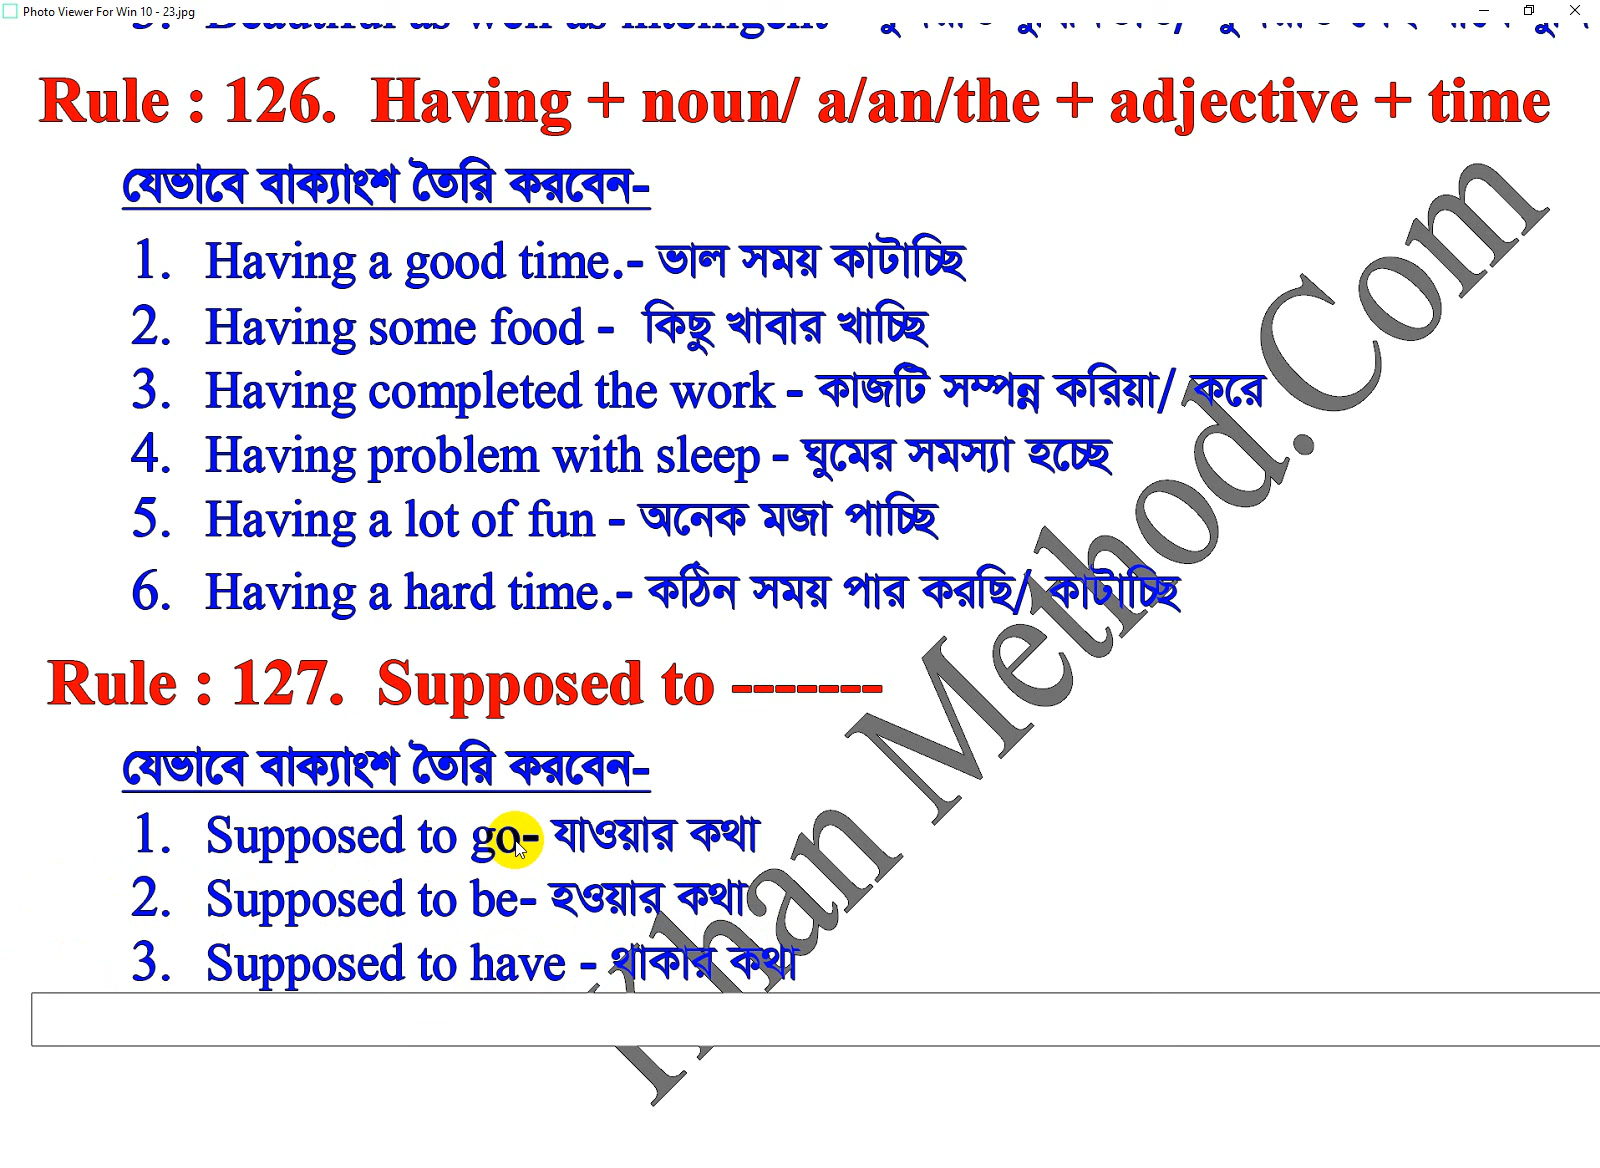 Photo Viewer For Win 10 - 23.jpg
Rule : 126. Having + noun/ a/an/the + adjective + time
যেভাবে বাক্যাংশ তৈরি করবেন-
1. Having a good time.- ভাল সময় কাটাচ্ছি
2. Having some food - কিছু খাবার খাচ্ছি
3. Having completed the work - কাজটি সম্পন্ন করিয়া/ করে
4. Having problem with sleep - ঘুমের সমস্যা হচ্ছে
5. Having a lot of fun - অনেক মজা পাচ্ছি
6. Having a hard time.- কঠিন সময় পার করছি/ কাটাচ্ছি
Rule : 127. Supposed to -------
যেভাবে বাক্যাংশ তৈরি করবেন-
1. Supposed to go- যাওয়ার কথা
2. Supposed to be- হওয়ার কথা
3. Supposed to have - থাকার কথা
Khan Method.Com